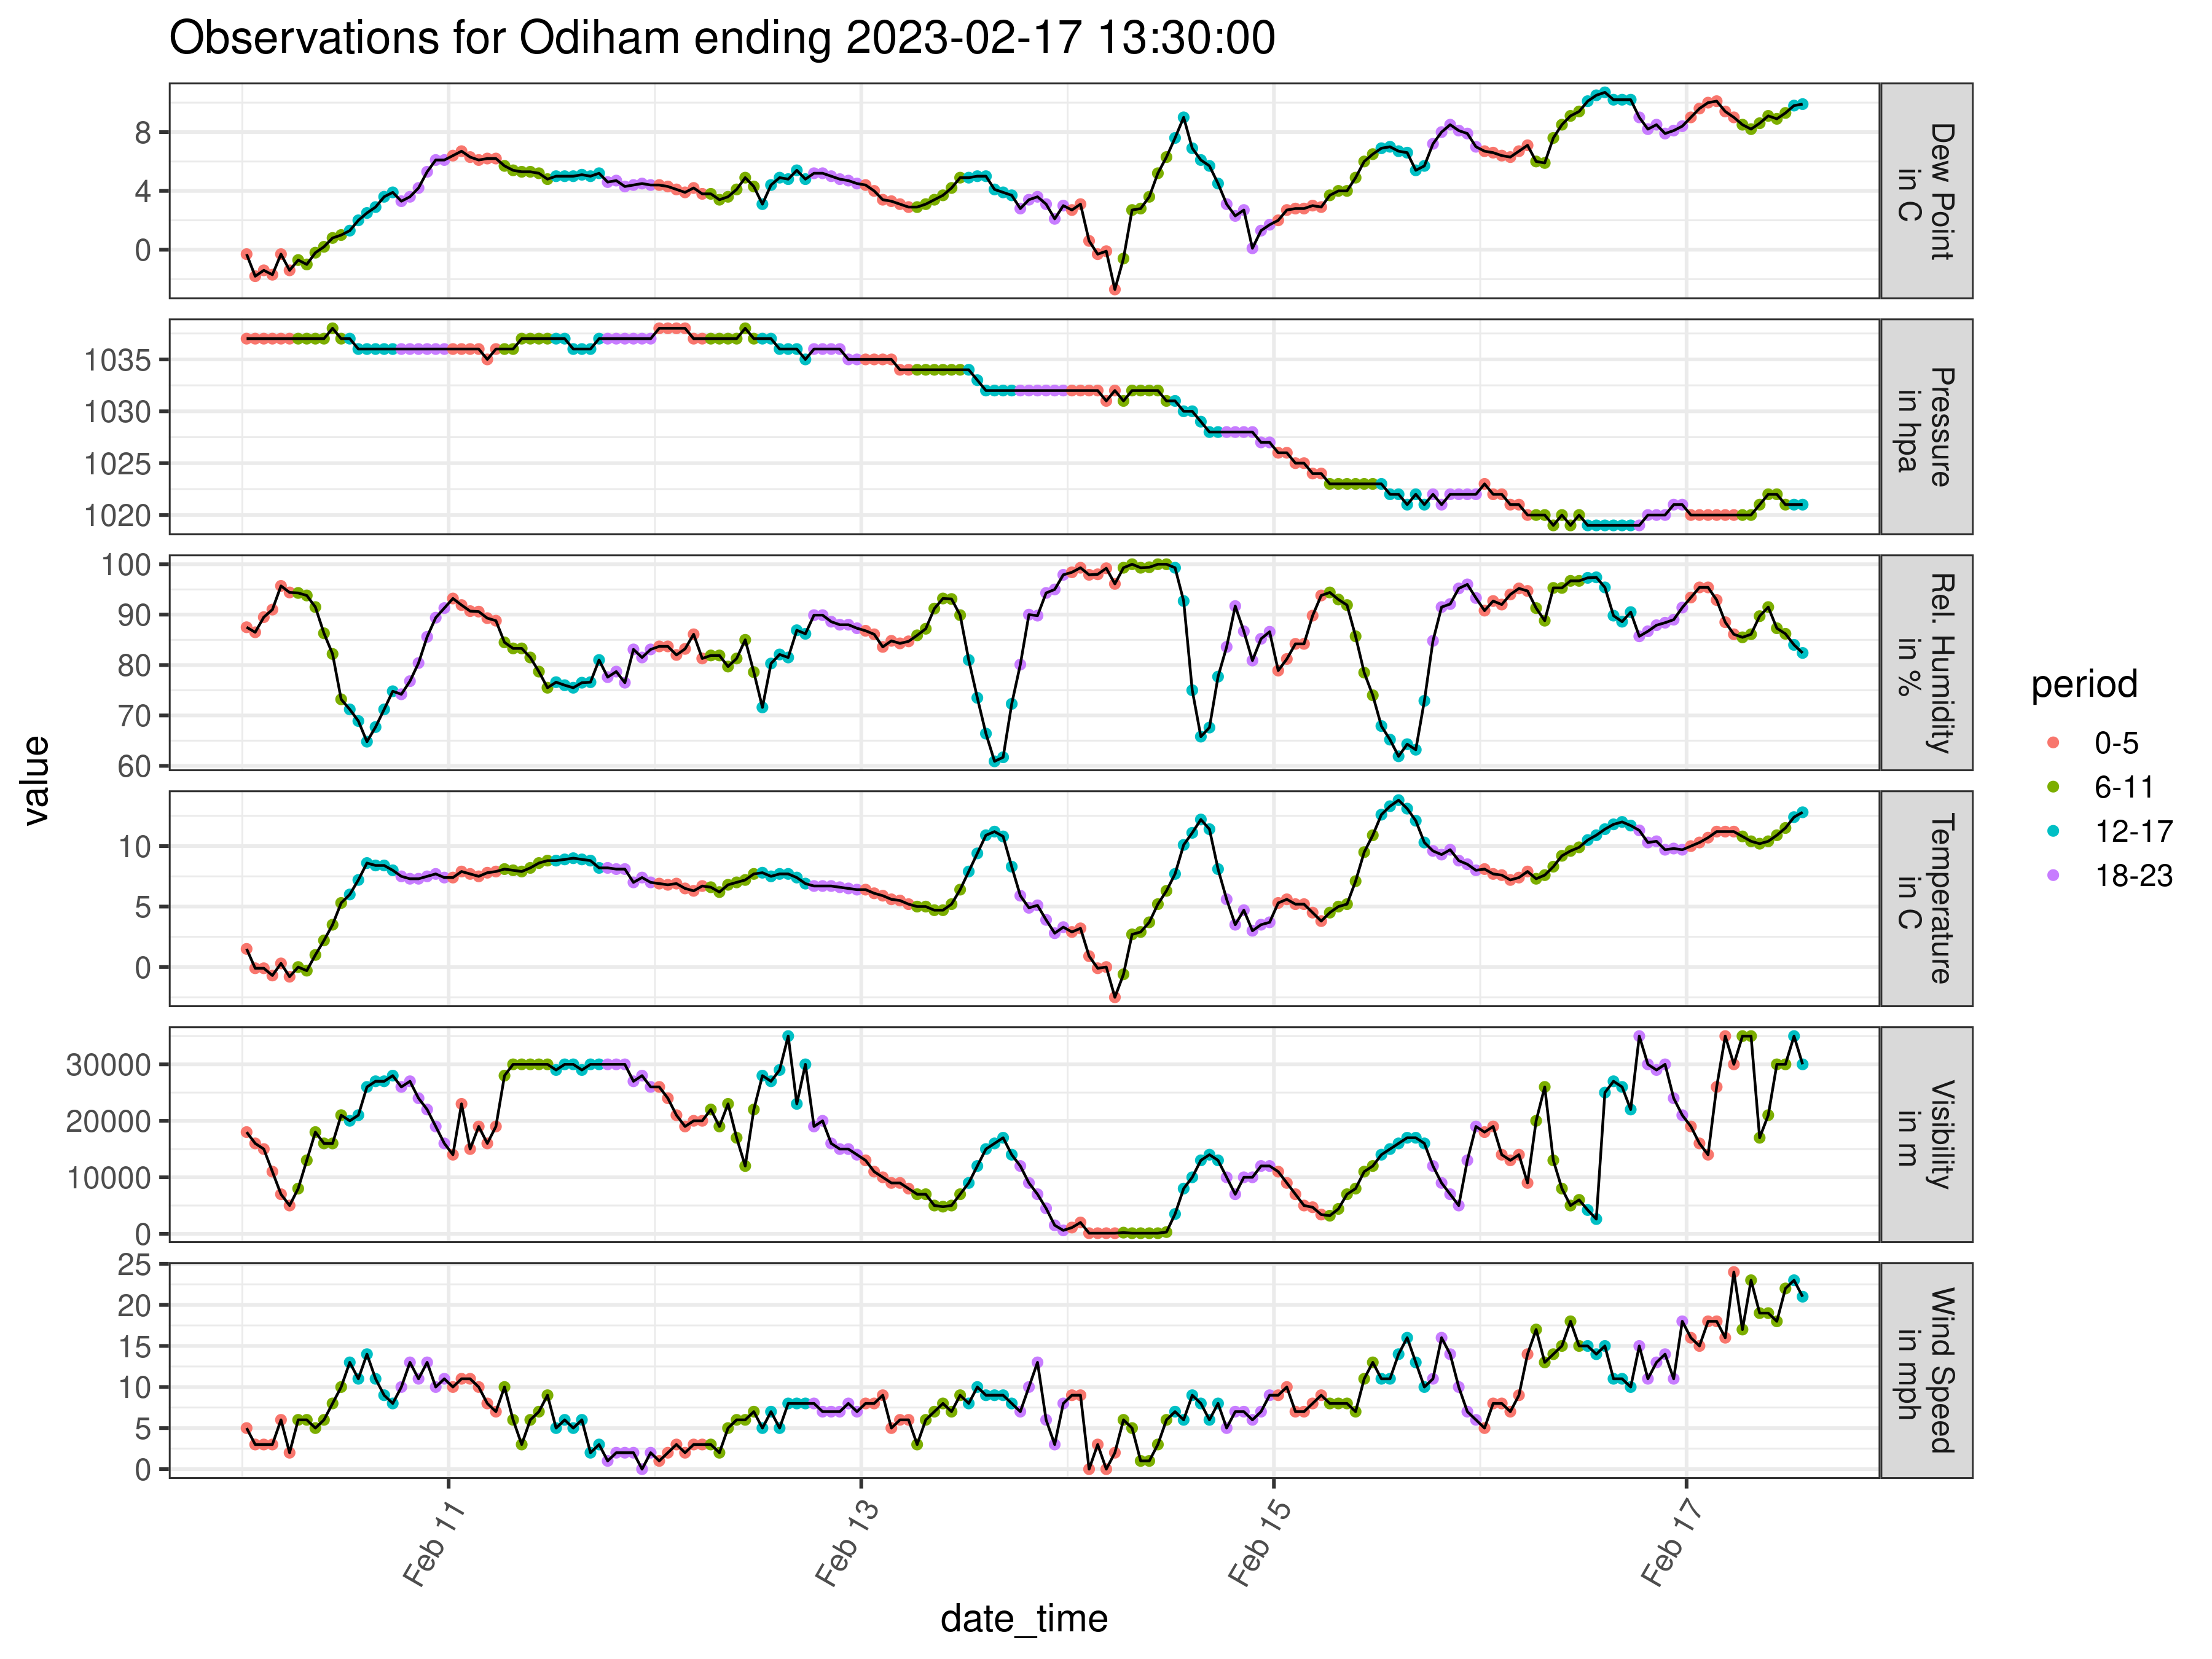 Observations for Odiham ending 2023-02-17 13:30:00
value
8
4
0
Dew Point
in C
1035
1030
1025
1020
Pressure
in hpa
100
90
80
70
60
Rel. Humidity
in %
10
5
0
Temperature
in C
30000
20000
10000
0
Visibility
in m
25
20
15
10
5
0
Wind Speed
in mph
Feb 11
Feb 13
Feb 15
Feb 17
date_time
period
0-5
6-11
12-17
18-23